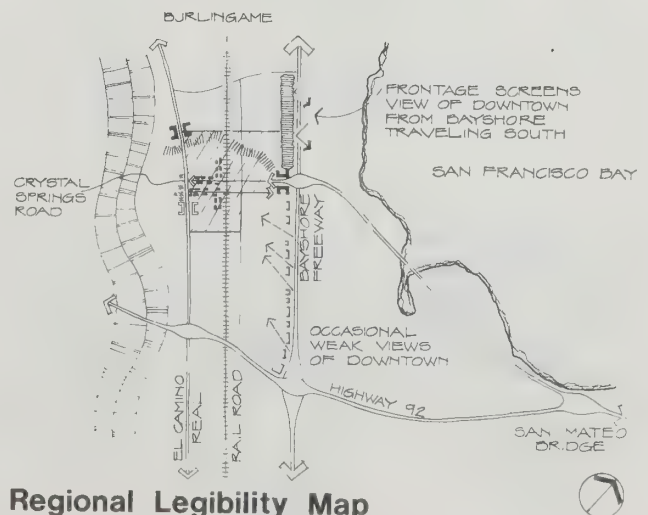 BURLINGAME
FRONTAGE SCREENS
VIEW OF DOWNTOWN
FROM BAYSHORE
TRAVELING SOUTH
SAN FRANCISCO BAY
CRYSTAL
SPRINGS
ROAD
BAYSHORE
FREEWAY
OCCASIONAL
WEAK VIEWS
OF DOWNTOWN
HIGHWAY 92
EL CAMINO
REAL
RAIL ROAD
SAN MATEO
BRIDGE
Regional Legibility Map